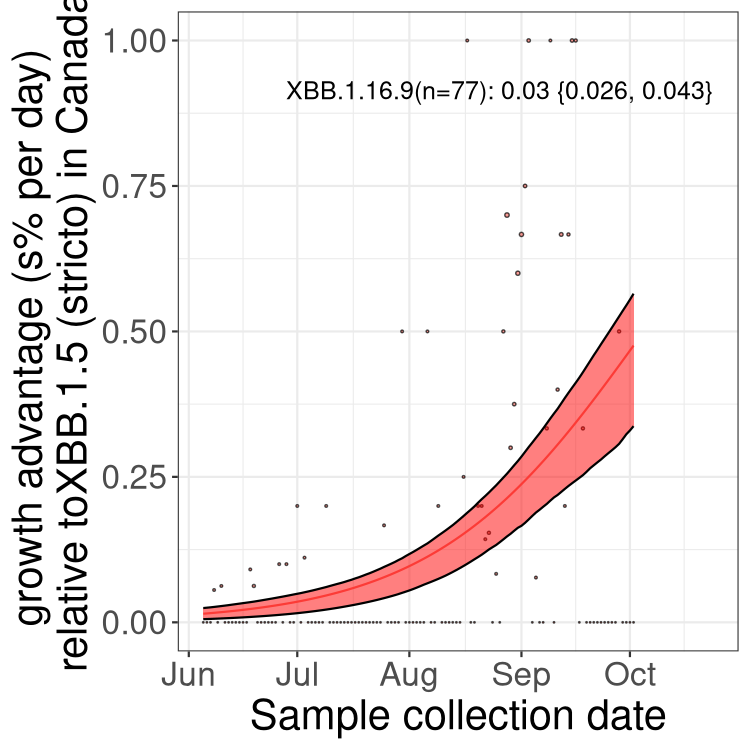 growth advantage (s% per day)
relative toXBB.1.5 (stricto) in Canada
1.00
0.75
0.50
0.25
0.00
XBB.1.16.9(n=77): 0.03 {0.026, 0.043}
Jun Jul Aug Sep Oct
Sample collection date